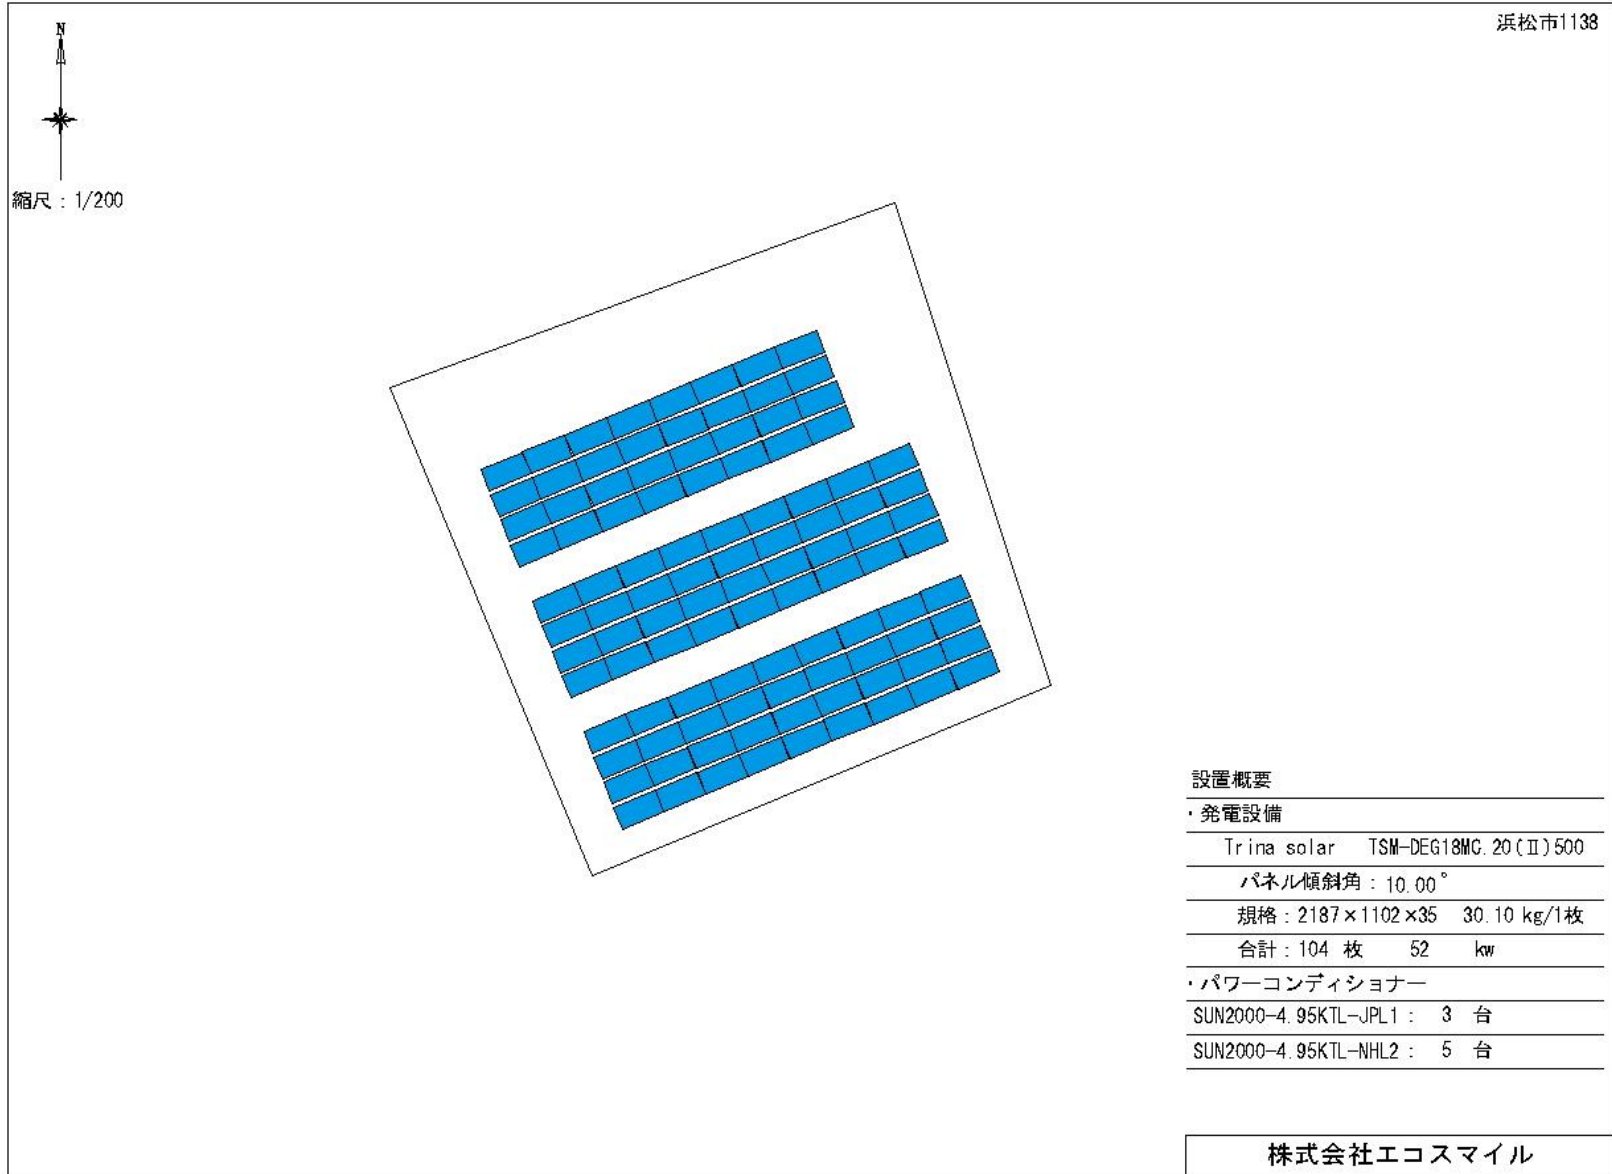 浜松市1138
N
縮尺：1/200
設置概要
・発電設備
Trina solar TSM-DEG18MC.20(Ⅱ)500
パネル傾斜角：10.00°
規格：2187×1102×35 30.10 kg/1枚
合計：104 枚 52 kw
・パワーコンディショナー
SUN2000-4.95KTL-JPL1： 3 台
SUN2000-4.95KTL-NHL2： 5 台
株式会社エコスマイル